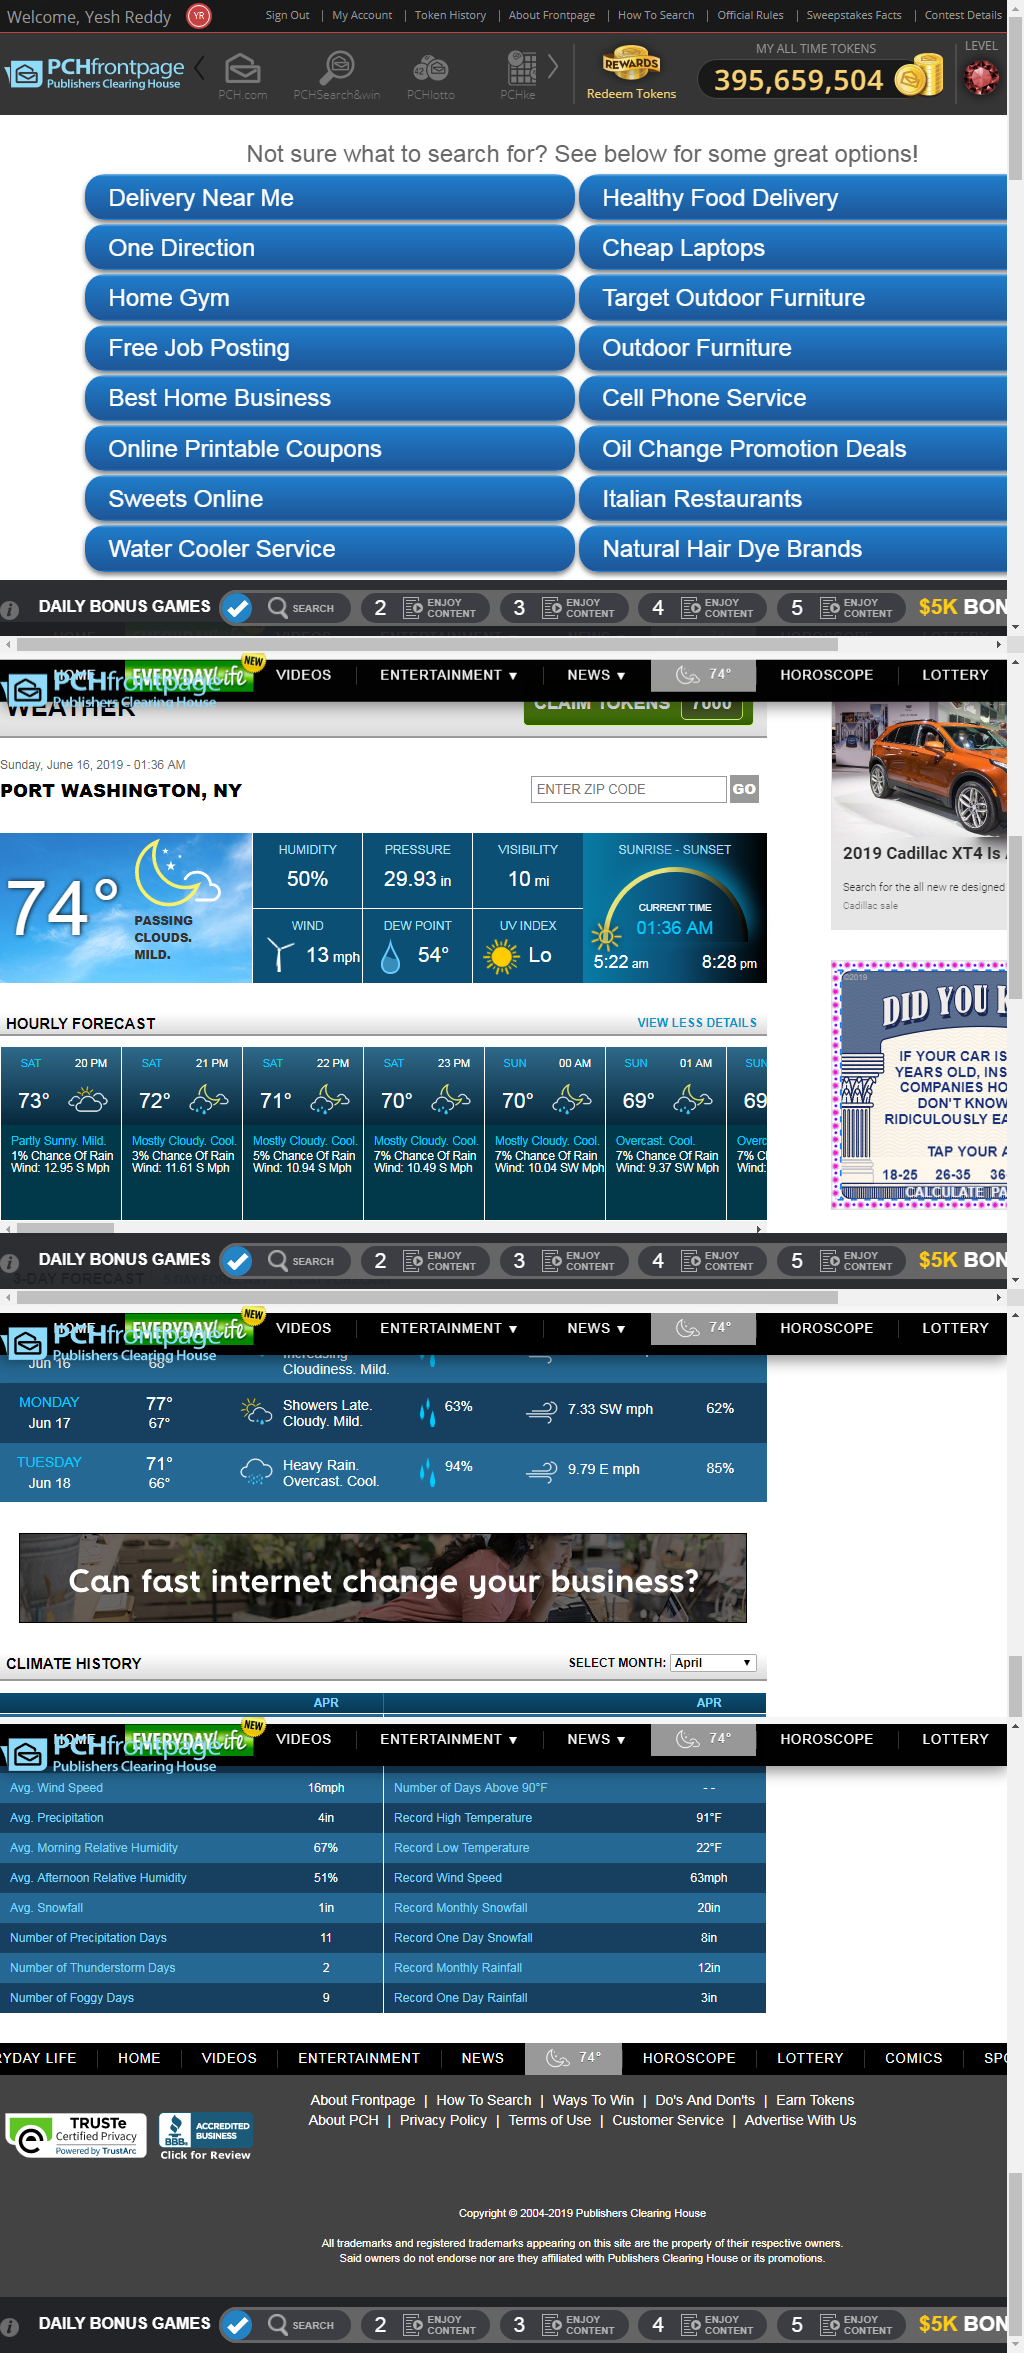 Welcome, Yesh Reddy YR Sign Out | My Account | Token History | About Frontpage | How To Search | Official Rules | Sweepstakes Facts | Contest Details
PCHfrontpage
Publishers Clearing House
PCH.com PCHSearch&win PCHlotto PCHke
REWARDS
Redeem Tokens
MY ALL TIME TOKENS
395,659,504
LEVEL
Not sure what to search for? See below for some great options!
Delivery Near Me Healthy Food Delivery
One Direction Cheap Laptops
Home Gym Target Outdoor Furniture
Free Job Posting Outdoor Furniture
Best Home Business Cell Phone Service
Online Printable Coupons Oil Change Promotion Deals
Sweets Online Italian Restaurants
Water Cooler Service Natural Hair Dye Brands
DAILY BONUS GAMES SEARCH 2 ENJOY CONTENT 3 ENJOY CONTENT 4 ENJOY CONTENT 5 ENJOY CONTENT $5K BON
HOME EVERYDAY life NEW VIDEOS ENTERTAINMENT ▼ NEWS ▼ 74° HOROSCOPE LOTTERY
PCHfrontpage
Publishers Clearing House
WEATHER CLAIM TOKENS 7000
Sunday, June 16, 2019 - 01:36 AM
PORT WASHINGTON, NY
ENTER ZIP CODE GO
74°
PASSING
CLOUDS.
MILD.
HUMIDITY
50%
PRESSURE
29.93 in
VISIBILITY
10 mi
WIND
13 mph
DEW POINT
54°
UV INDEX
Lo
SUNRISE - SUNSET
CURRENT TIME
01:36 AM
5:22 am 8:28 pm
2019 Cadillac XT4 Is
Search for the all new re designed
Cadillac sale
©2019
DID YOU K
IF YOUR CAR IS
YEARS OLD, INS
COMPANIES HO
DON'T KNOW
RIDICULOUSLY EA
TAP YOUR A
18-25 26-35 36
CALCULATE PA
HOURLY FORECAST VIEW LESS DETAILS
SAT 20 PM SAT 21 PM SAT 22 PM SAT 23 PM SUN 00 AM SUN 01 AM SUN
73° 72° 71° 70° 70° 69° 69
Partly Sunny. Mild. Mostly Cloudy. Cool. Mostly Cloudy. Cool. Mostly Cloudy. Cool. Mostly Cloudy. Cool. Overcast. Cool. Overc
1% Chance Of Rain 3% Chance Of Rain 5% Chance Of Rain 7% Chance Of Rain 7% Chance Of Rain 7% Chance Of Rain 7% C
Wind: 12.95 S Mph Wind: 11.61 S Mph Wind: 10.94 S Mph Wind: 10.49 S Mph Wind: 10.04 SW Mph Wind: 9.37 SW Mph Wind:
DAILY BONUS GAMES SEARCH 2 ENJOY CONTENT 3 ENJOY CONTENT 4 ENJOY CONTENT 5 ENJOY CONTENT $5K BON
3-DAY FORECAST
HOME EVERYDAY life NEW VIDEOS ENTERTAINMENT ▼ NEWS ▼ 74° HOROSCOPE LOTTERY
PCHfrontpage
Publishers Clearing House
Jun 16 68° Increasing
Cloudiness. Mild.
MONDAY 77° Showers Late. 63% 7.33 SW mph 62%
Jun 17 67° Cloudy. Mild.
TUESDAY 71° Heavy Rain. 94% 9.79 E mph 85%
Jun 18 66° Overcast. Cool.
Can fast internet change your business?
CLIMATE HISTORY SELECT MONTH: April ▼
APR APR
HOME EVERYDAY life NEW VIDEOS ENTERTAINMENT ▼ NEWS ▼ 74° HOROSCOPE LOTTERY
PCHfrontpage
Publishers Clearing House
Avg. Wind Speed 16mph Number of Days Above 90°F - -
Avg. Precipitation 4in Record High Temperature 91°F
Avg. Morning Relative Humidity 67% Record Low Temperature 22°F
Avg. Afternoon Relative Humidity 51% Record Wind Speed 63mph
Avg. Snowfall 1in Record Monthly Snowfall 20in
Number of Precipitation Days 11 Record One Day Snowfall 8in
Number of Thunderstorm Days 2 Record Monthly Rainfall 12in
Number of Foggy Days 9 Record One Day Rainfall 3in
RYDAY LIFE HOME VIDEOS ENTERTAINMENT NEWS 74° HOROSCOPE LOTTERY COMICS SPO
About Frontpage | How To Search | Ways To Win | Do's And Don'ts | Earn Tokens
About PCH | Privacy Policy | Terms of Use | Customer Service | Advertise With Us
TRUSTe
Certified Privacy
Powered by TrustArc
BBB. ACCREDITED
BUSINESS
Click for Review
Copyright © 2004-2019 Publishers Clearing House
All trademarks and registered trademarks appearing on this site are the property of their respective owners.
Said owners do not endorse nor are they affiliated with Publishers Clearing House or its promotions.
DAILY BONUS GAMES SEARCH 2 ENJOY CONTENT 3 ENJOY CONTENT 4 ENJOY CONTENT 5 ENJOY CONTENT $5K BON